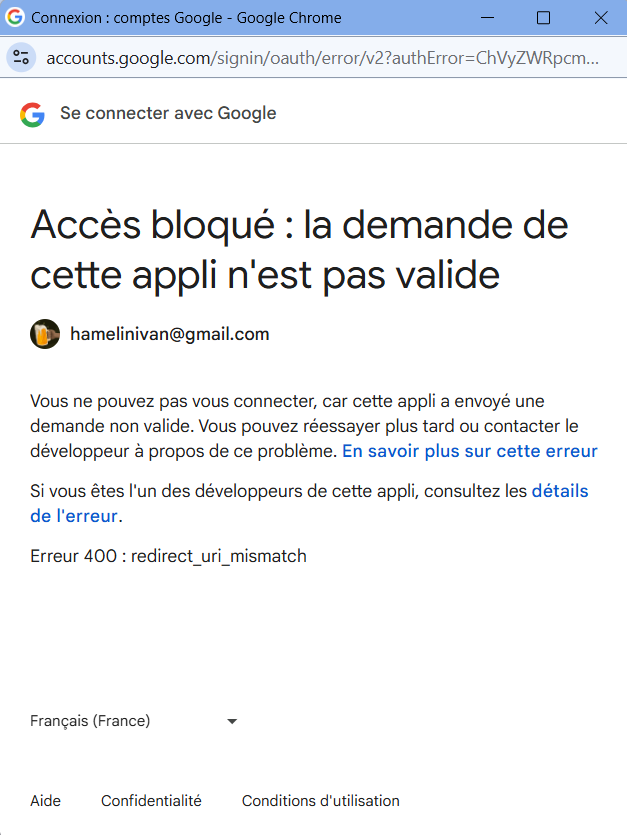 Connexion : comptes Google - Google Chrome
accounts.google.com/signin/oauth/error/v2?authError=ChVyZWRpcm...
Se connecter avec Google
Accès bloqué : la demande de
cette appli n'est pas valide
hamelinivan@gmail.com
Vous ne pouvez pas vous connecter, car cette appli a envoyé une
demande non valide. Vous pouvez réessayer plus tard ou contacter le
développeur à propos de ce problème. En savoir plus sur cette erreur
Si vous êtes l'un des développeurs de cette appli, consultez les détails
de l'erreur.
Erreur 400 : redirect_uri_mismatch
Français (France)
Aide Confidentialité Conditions d'utilisation